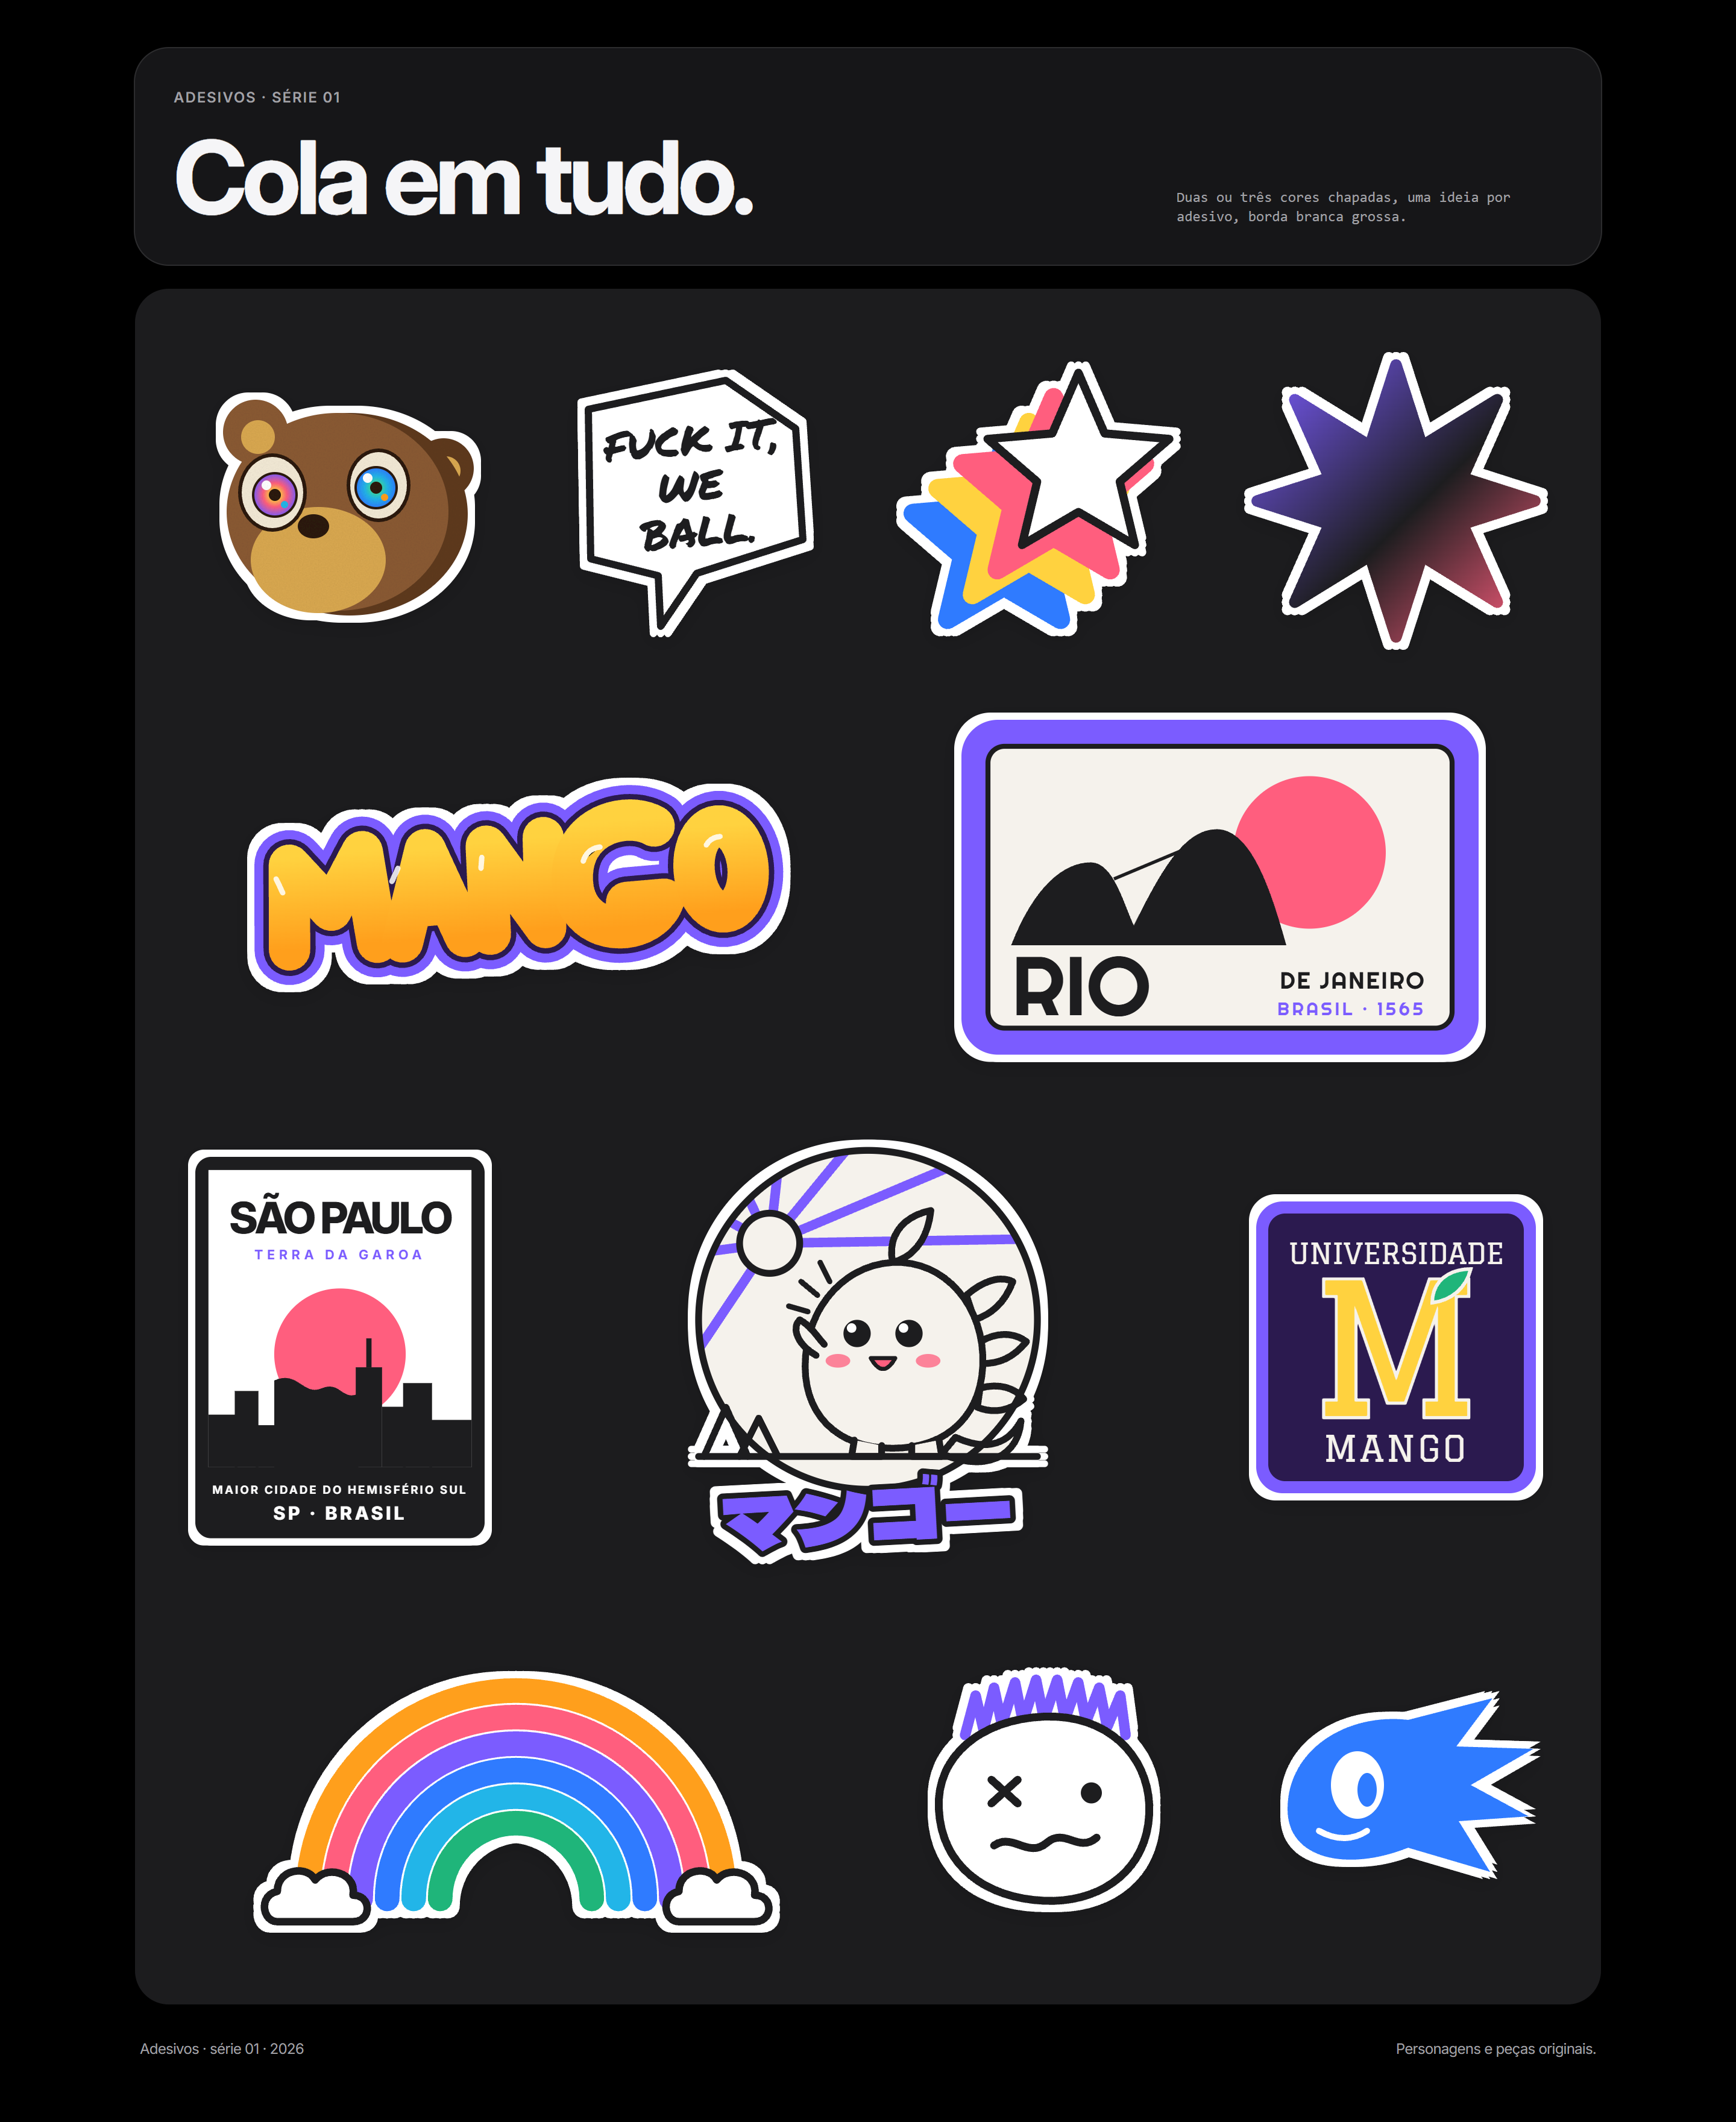 ADESIVOS · SÉRIE 01
Cola em tudo.
Duas ou três cores chapadas, uma ideia por
adesivo, borda branca grossa.
FUCK IT,
WE
BALL.
MANGO
RIO
DE JANEIRO
BRASIL · 1565
SÃO PAULO
TERRA DA GAROA
MAIOR CIDADE DO HEMISFÉRIO SUL
SP · BRASIL
マンゴー
UNIVERSIDADE
M
MANGO
Adesivos · série 01 · 2026
Personagens e peças originais.